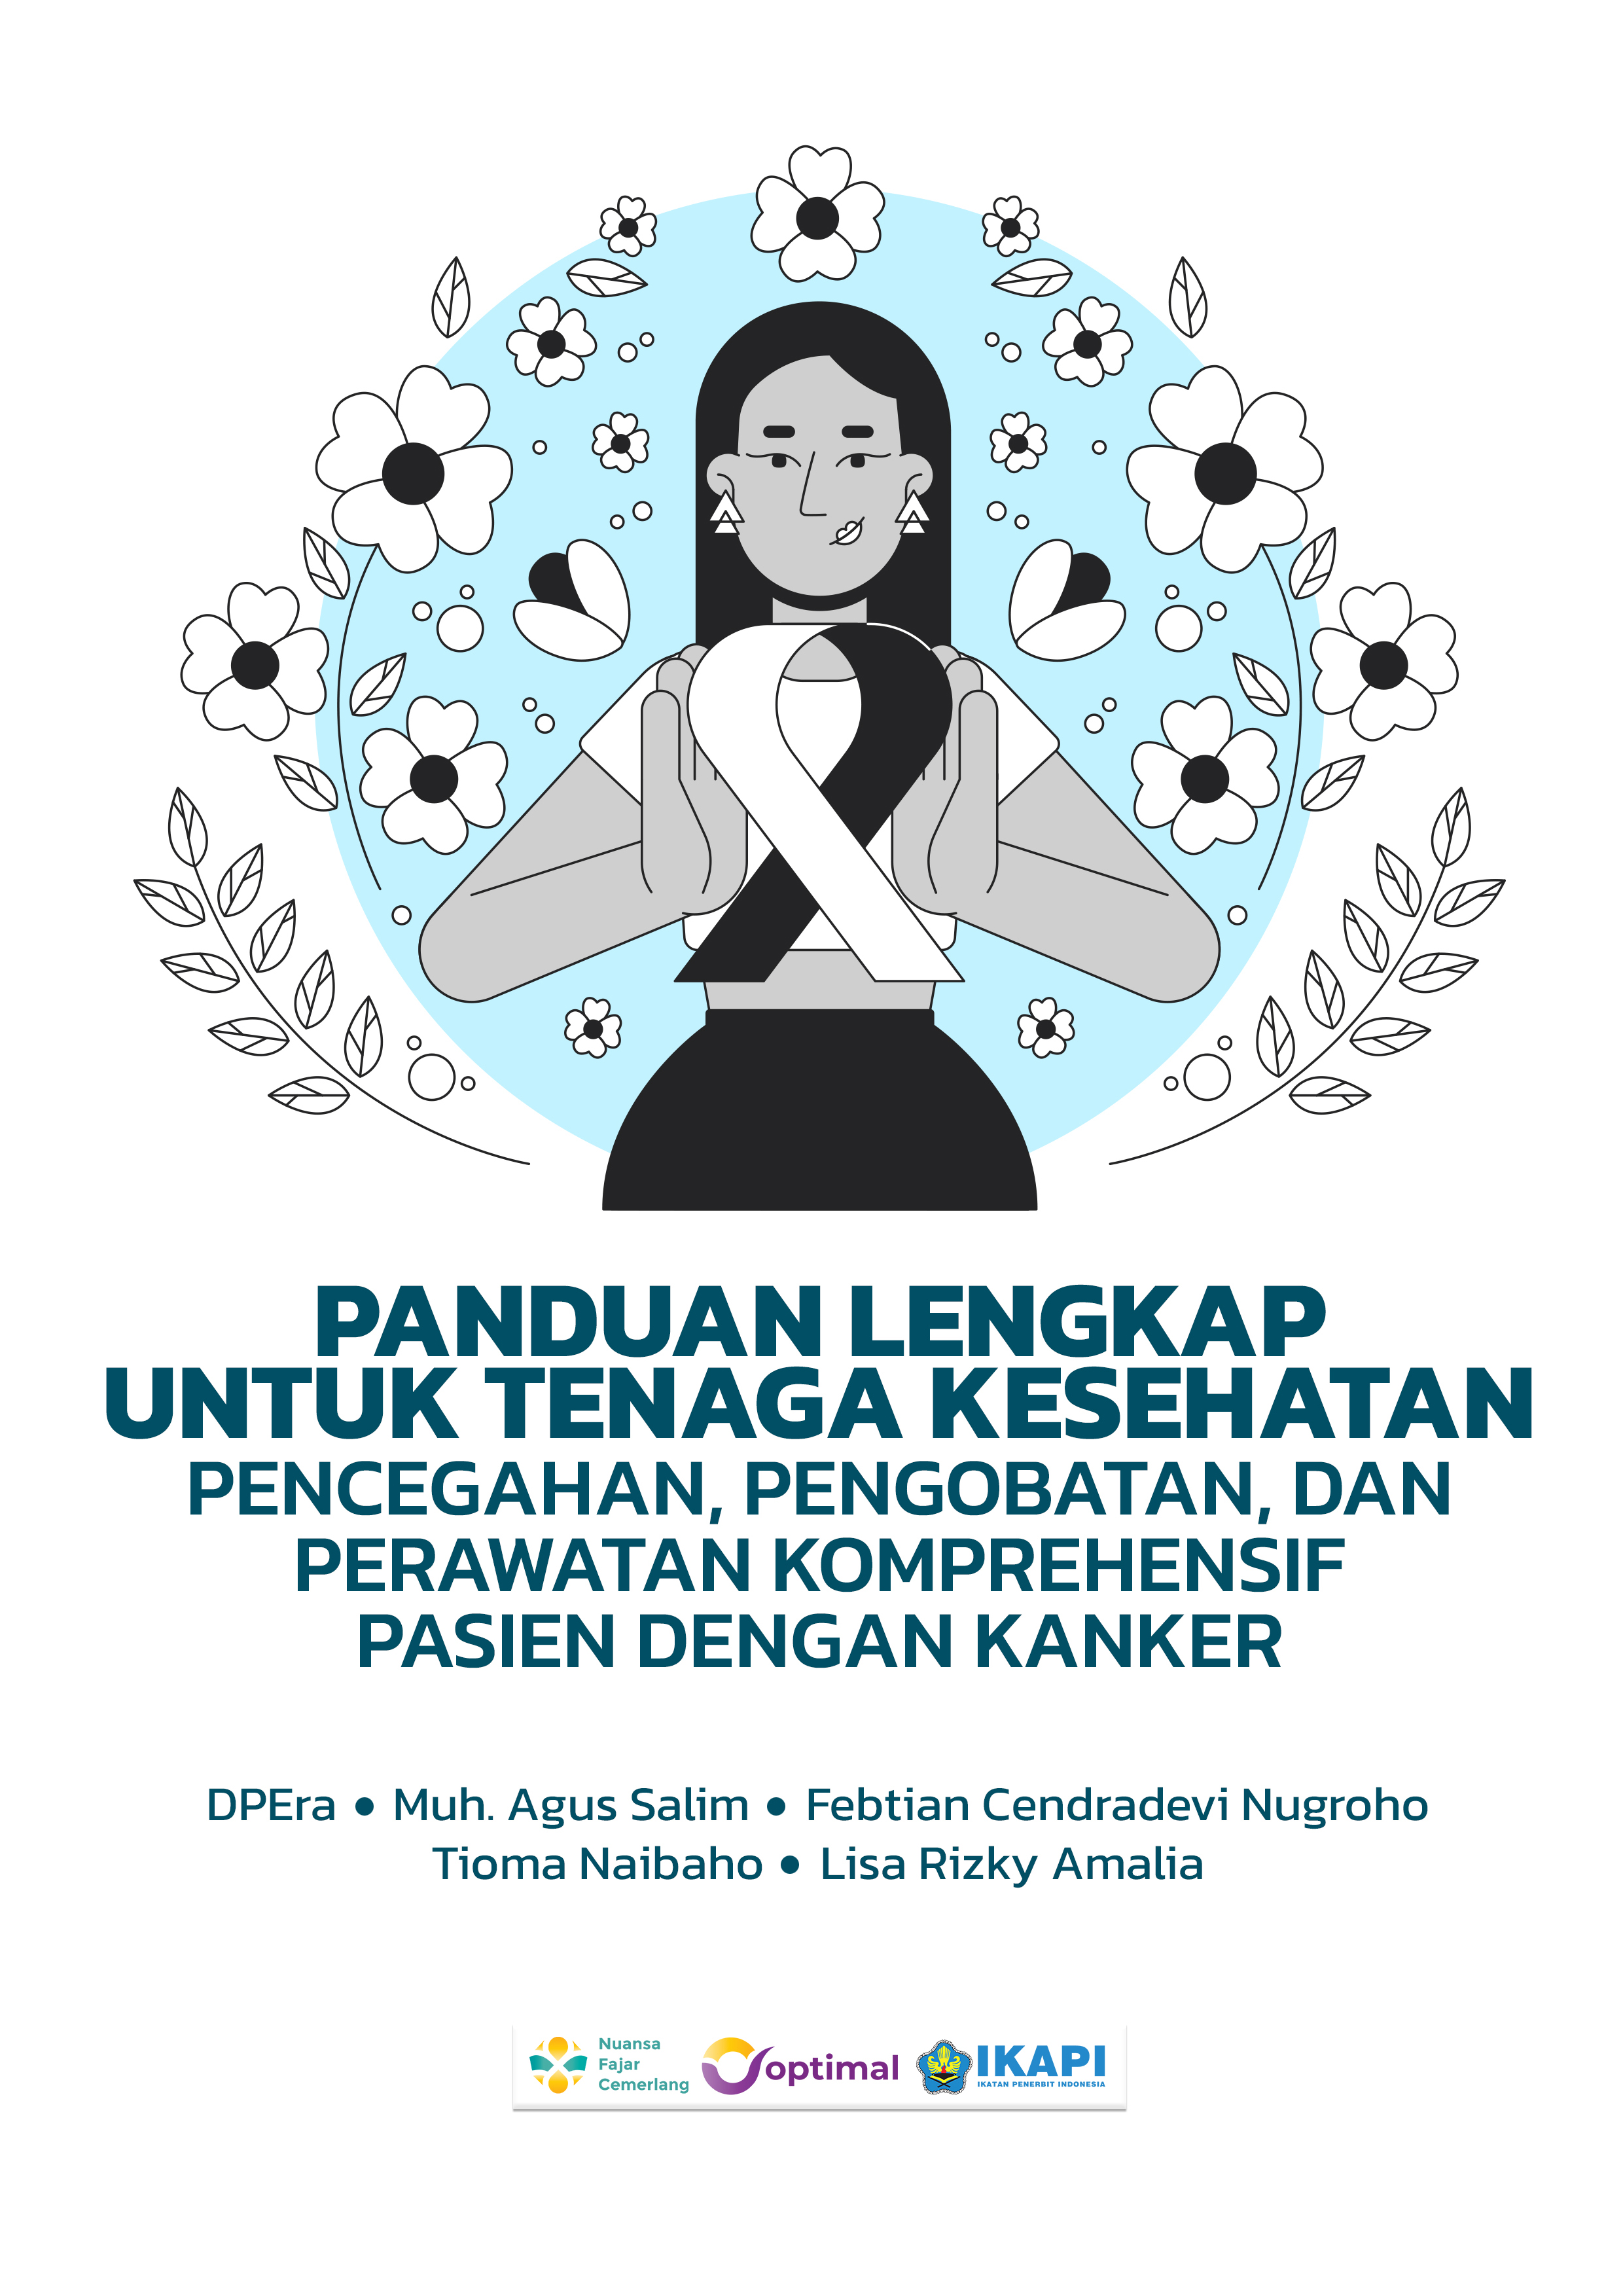 PANDUAN LENGKAP
UNTUK TENAGA KESEHATAN
PENCEGAHAN, PENGOBATAN, DAN
PERAWATAN KOMPREHENSIF
PASIEN DENGAN KANKER
DPEra • Muh. Agus Salim • Febtian Cendradevi Nugroho
Tioma Naibaho • Lisa Rizky Amalia
Nuansa
Fajar
Cemerlang
optimal
IKAPI
IKATAN PENERBIT INDONESIA